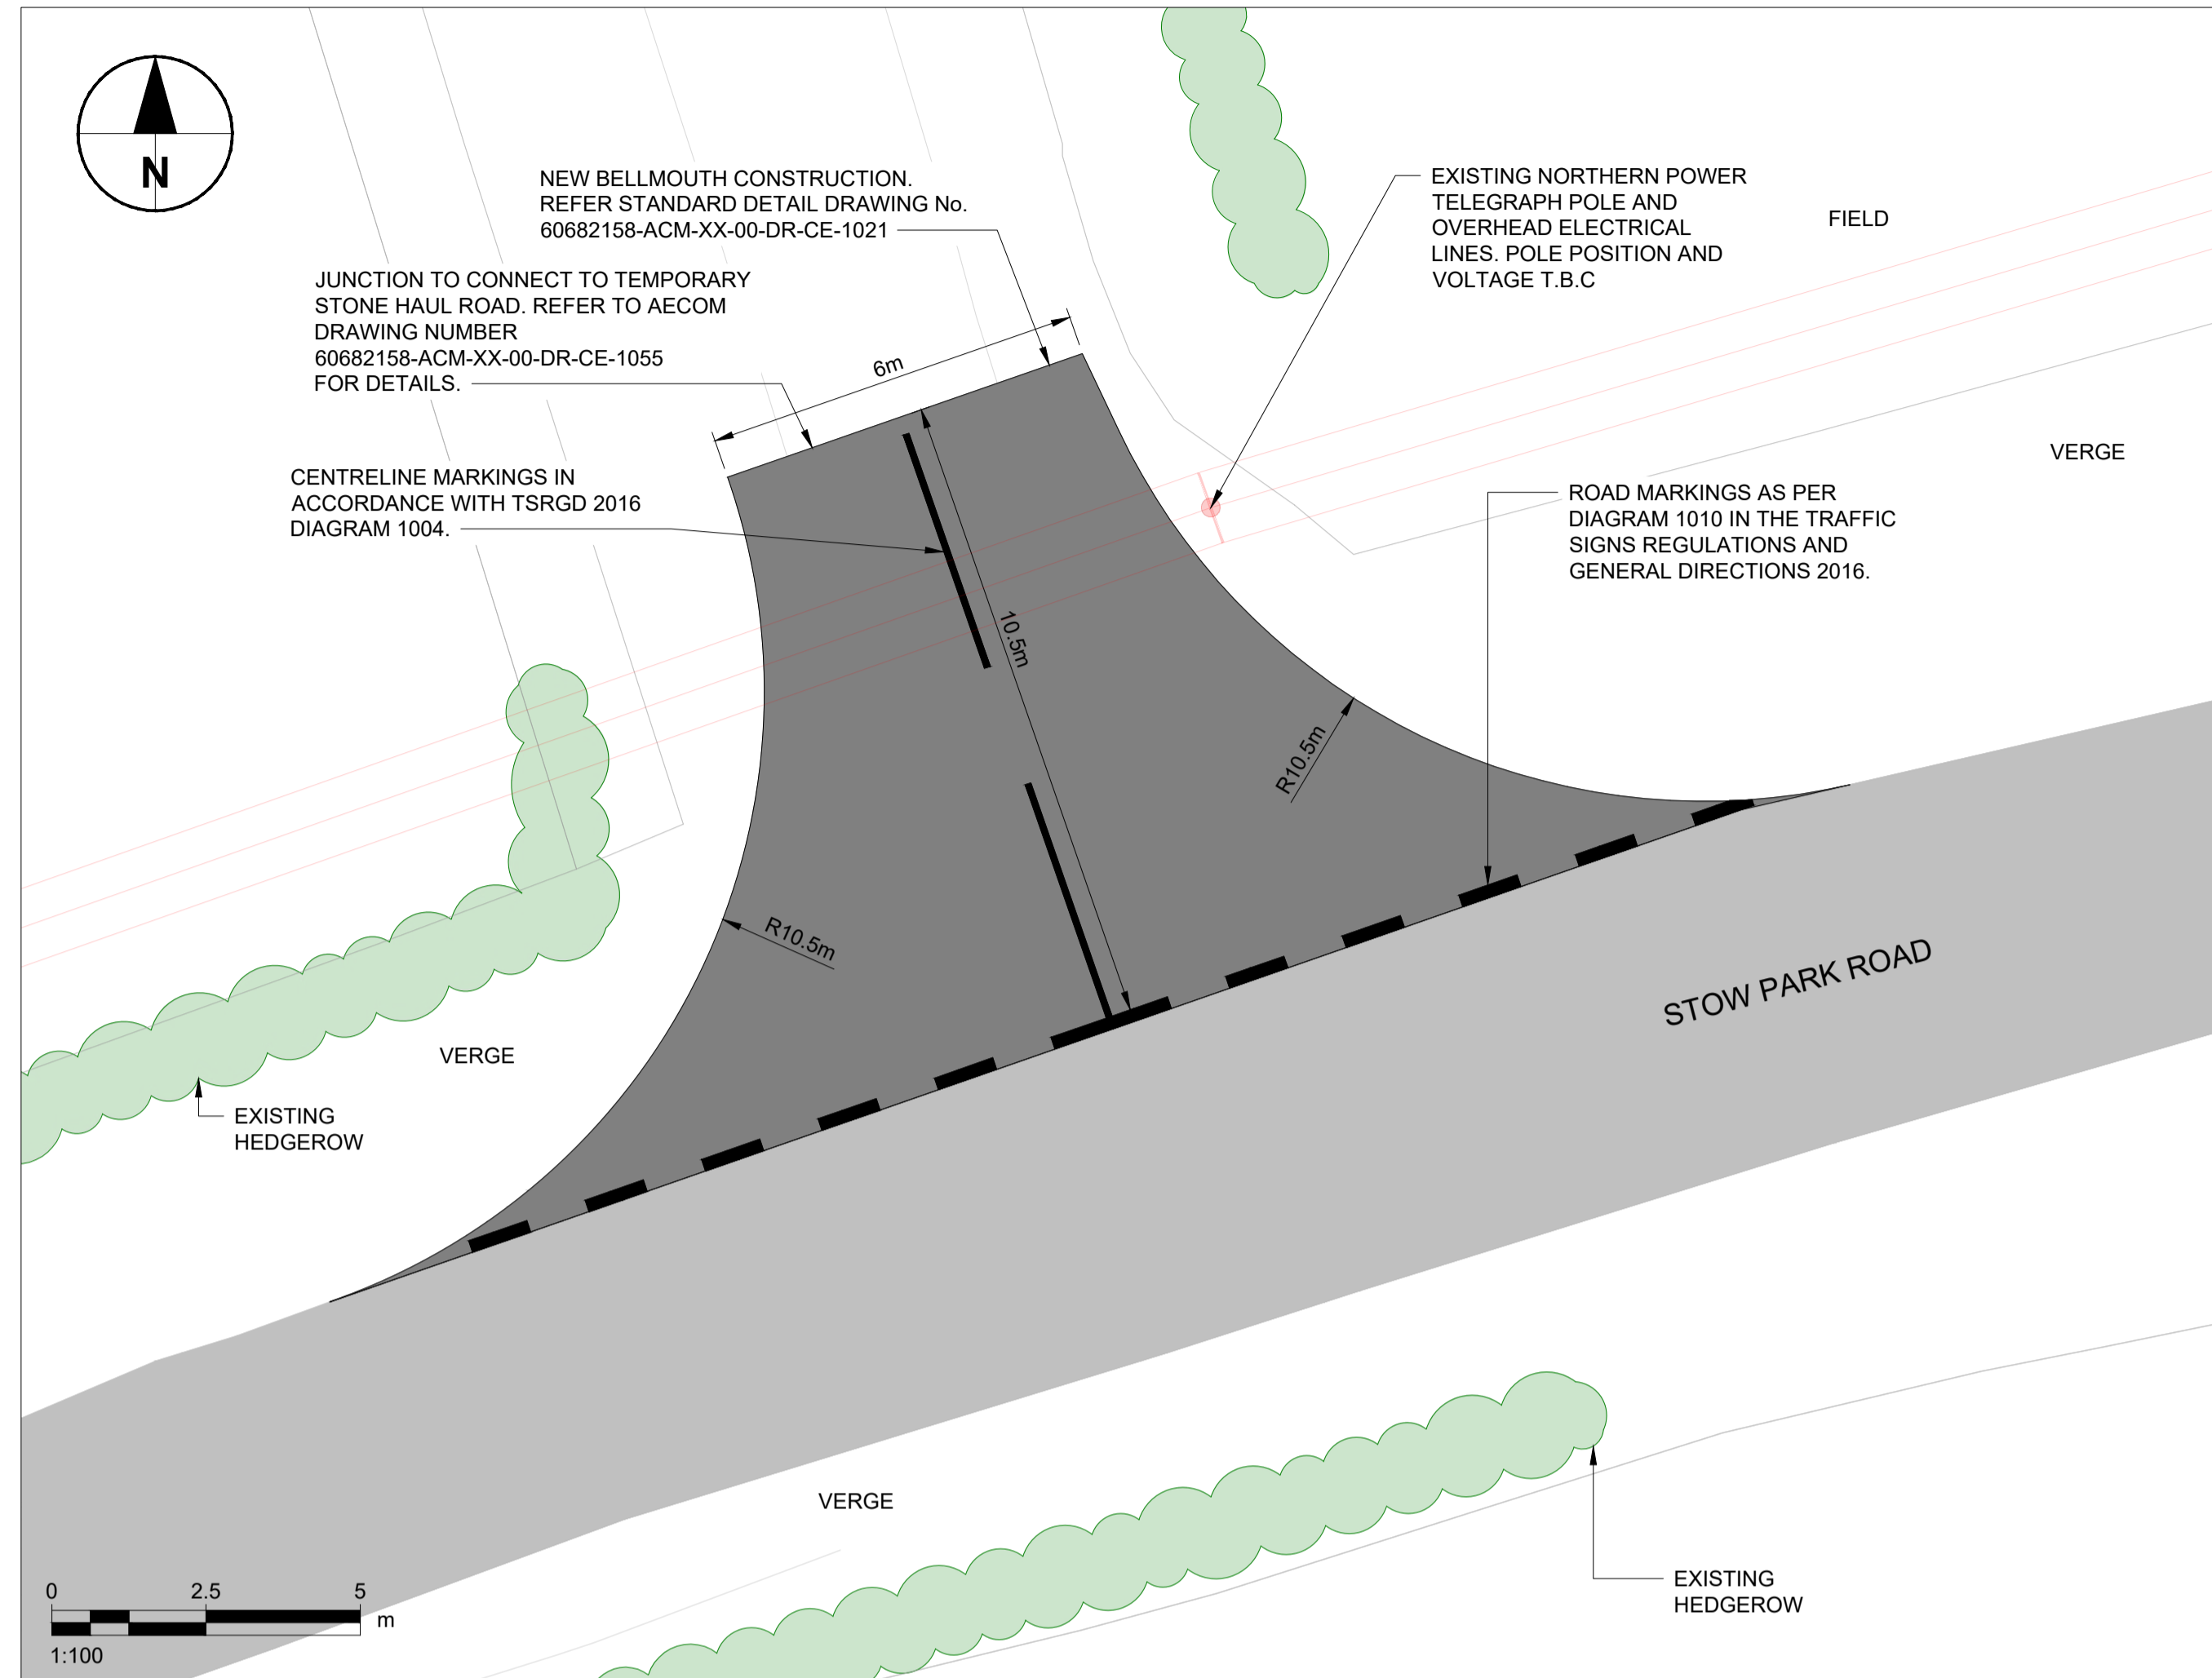 N
NEW BELLMOUTH CONSTRUCTION.
REFER STANDARD DETAIL DRAWING No.
60682158-ACM-XX-00-DR-CE-1021
EXISTING NORTHERN POWER
TELEGRAPH POLE AND
OVERHEAD ELECTRICAL
LINES. POLE POSITION AND
VOLTAGE T.B.C
FIELD
JUNCTION TO CONNECT TO TEMPORARY
STONE HAUL ROAD. REFER TO AECOM
DRAWING NUMBER
60682158-ACM-XX-00-DR-CE-1055
FOR DETAILS.
6m
CENTRELINE MARKINGS IN
ACCORDANCE WITH TSRGD 2016
DIAGRAM 1004.
VERGE
ROAD MARKINGS AS PER
DIAGRAM 1010 IN THE TRAFFIC
SIGNS REGULATIONS AND
GENERAL DIRECTIONS 2016.
10.5m
R10.5m
R10.5m
STOW PARK ROAD
VERGE
EXISTING
HEDGEROW
VERGE
EXISTING
HEDGEROW
0 2.5 5
m
1:100